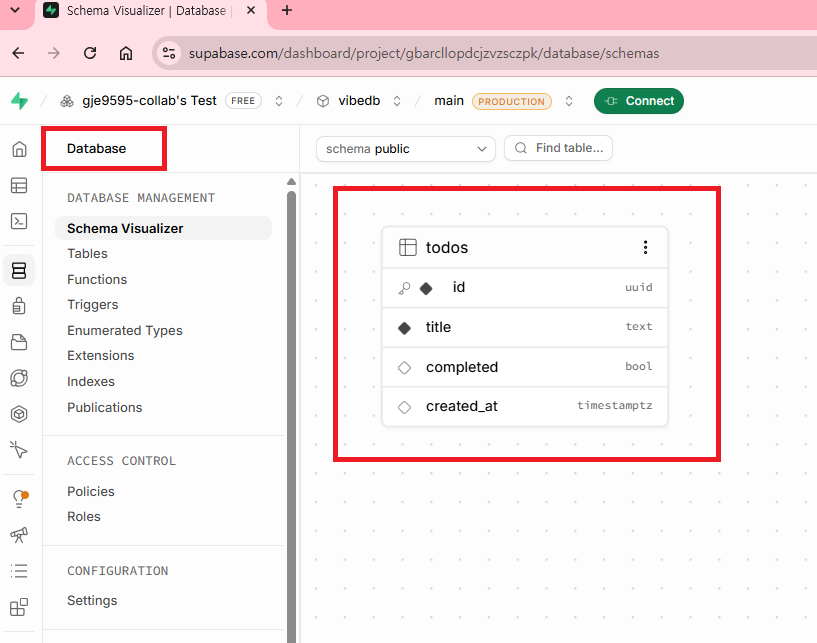 Schema Visualizer | Database
supabase.com/dashboard/project/gbarcllopdcjzvzsczpk/database/schemas
gje9595-collab's Test FREE vibedb main PRODUCTION Connect
Database
schema public
Find table...
DATABASE MANAGEMENT
Schema Visualizer
Tables
Functions
Triggers
Enumerated Types
Extensions
Indexes
Publications
ACCESS CONTROL
Policies
Roles
CONFIGURATION
Settings
todos
id uuid
title text
completed bool
created_at timestamptz